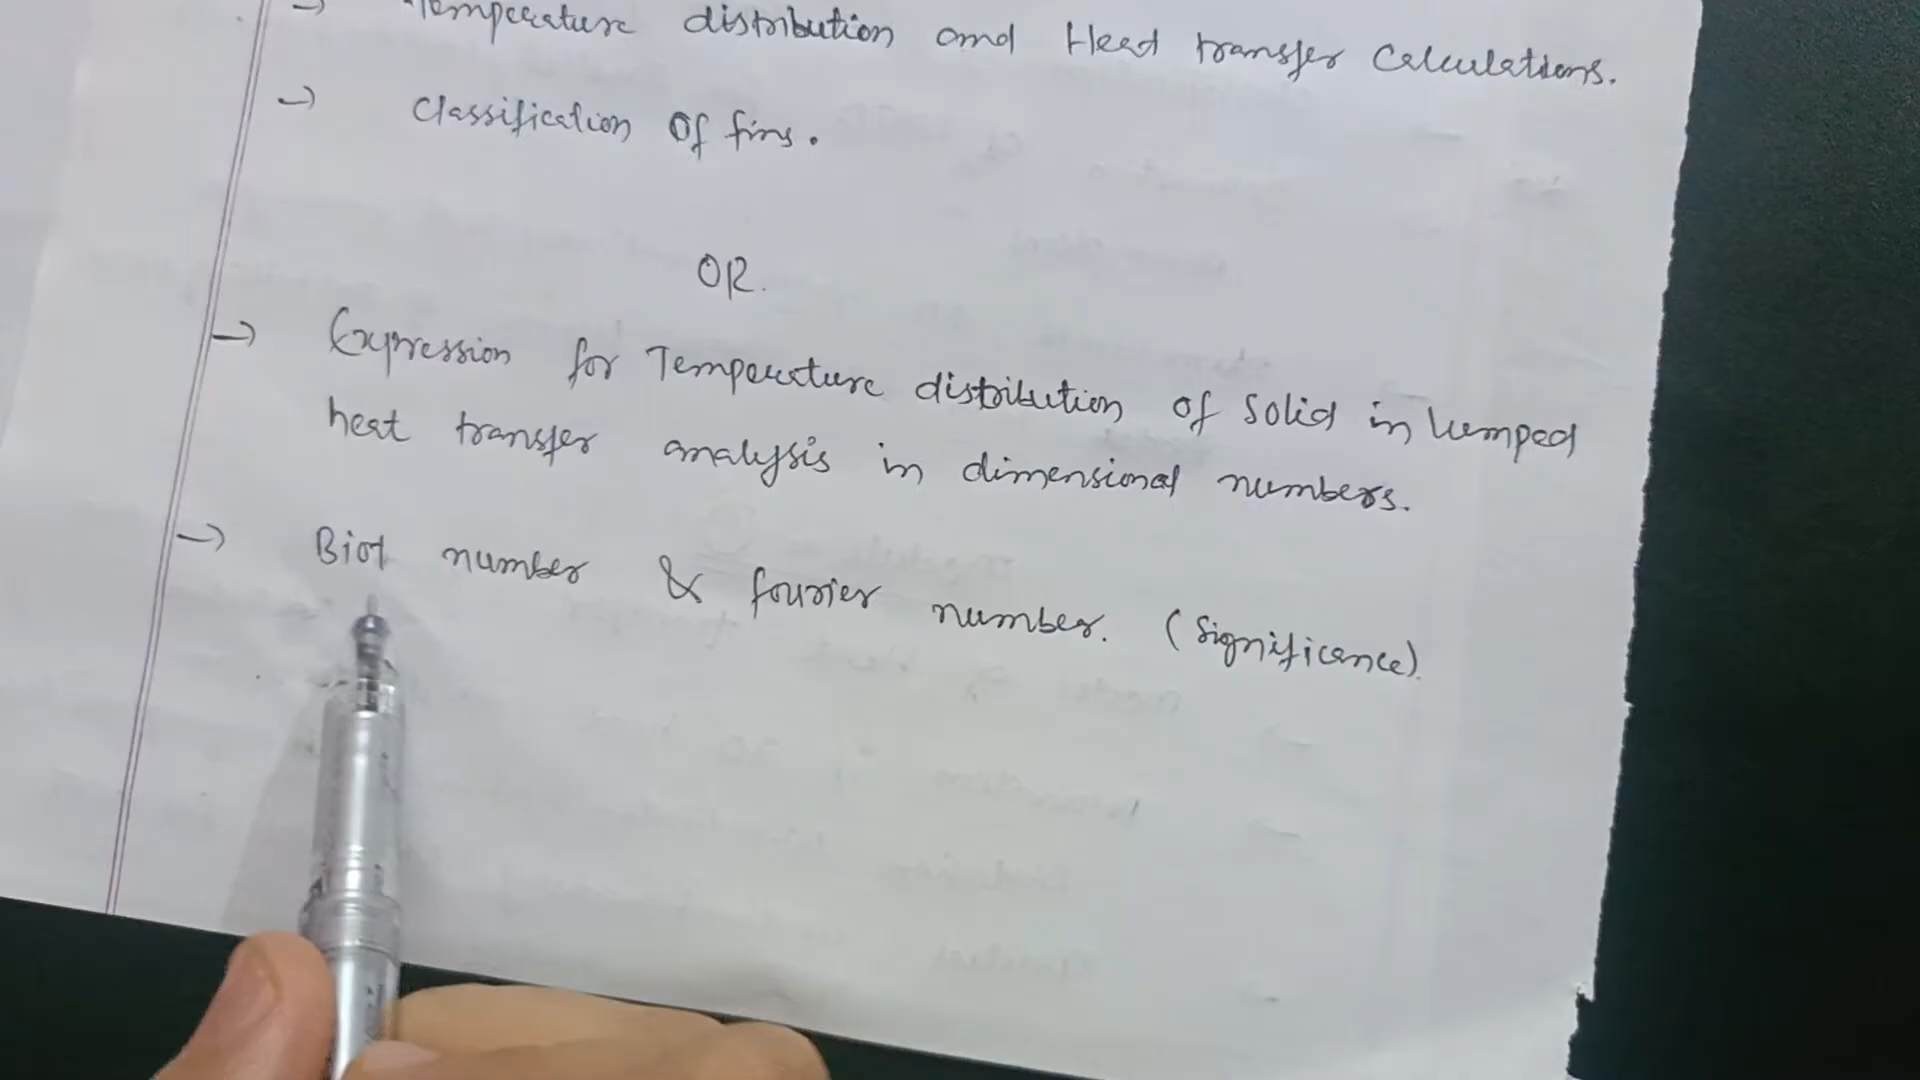 → Temperature distribution and Heat transfer Calculations.
→ Classification Of fins.
OR.
→ Expression for Temperature distribution of Solid in lumped
heat transfer analysis in dimensional numbers.
→ Biot number & fourier number. (Significance).